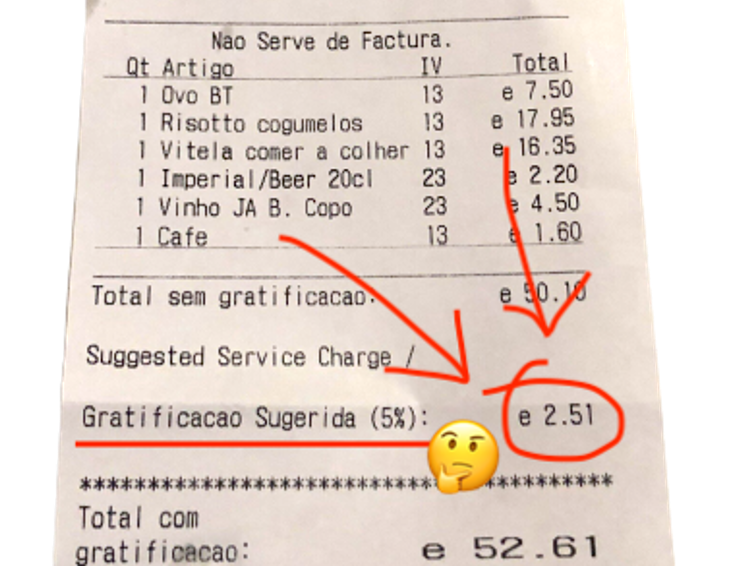 Nao Serve de Factura.
Qt Artigo IV Total
1 Ovo BT 13 e 7.50
1 Risotto cogumelos 13 e 17.95
1 Vitela comer a colher 13 e 16.35
1 Imperial/Beer 20cl 23 e 2.20
1 Vinho JA B. Copo 23 e 4.50
1 Cafe 13 e 1.60
Total sem gratificacao: e 50.10
Suggested Service Charge /
Gratificacao Sugerida (5%): e 2.51
****************************************
Total com
gratificacao: e 52.61